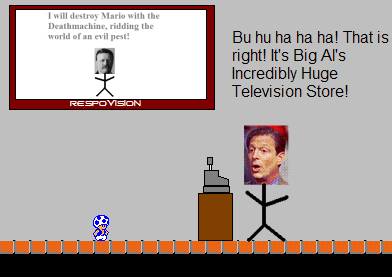 I will destroy Mario with the
Deathmachine, ridding the
world of an evil pest!
RESPOVISION
Bu hu ha ha ha! That is
right! It's Big Al's
Incredibly Huge
Television Store!